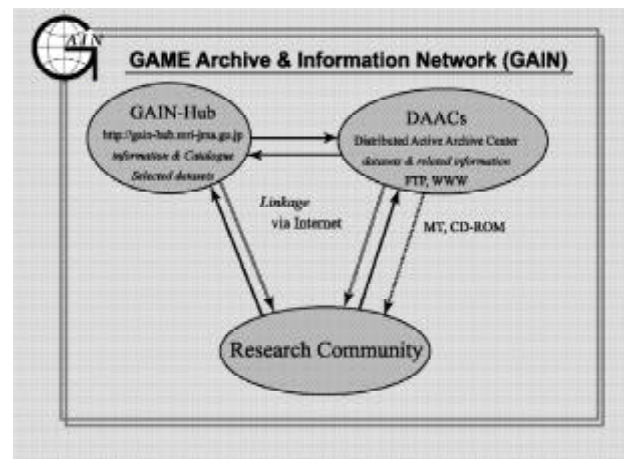 GAIN
GAME Archive & Information Network (GAIN)
GAIN-Hub
http://gain-hub.mri-jma.go.jp
information & Catalogue
Selected datasets
DAACs
Distributed Active Archive Center
datasets & related information
FTP, WWW
Linkage
via Internet
MT, CD-ROM
Research Community